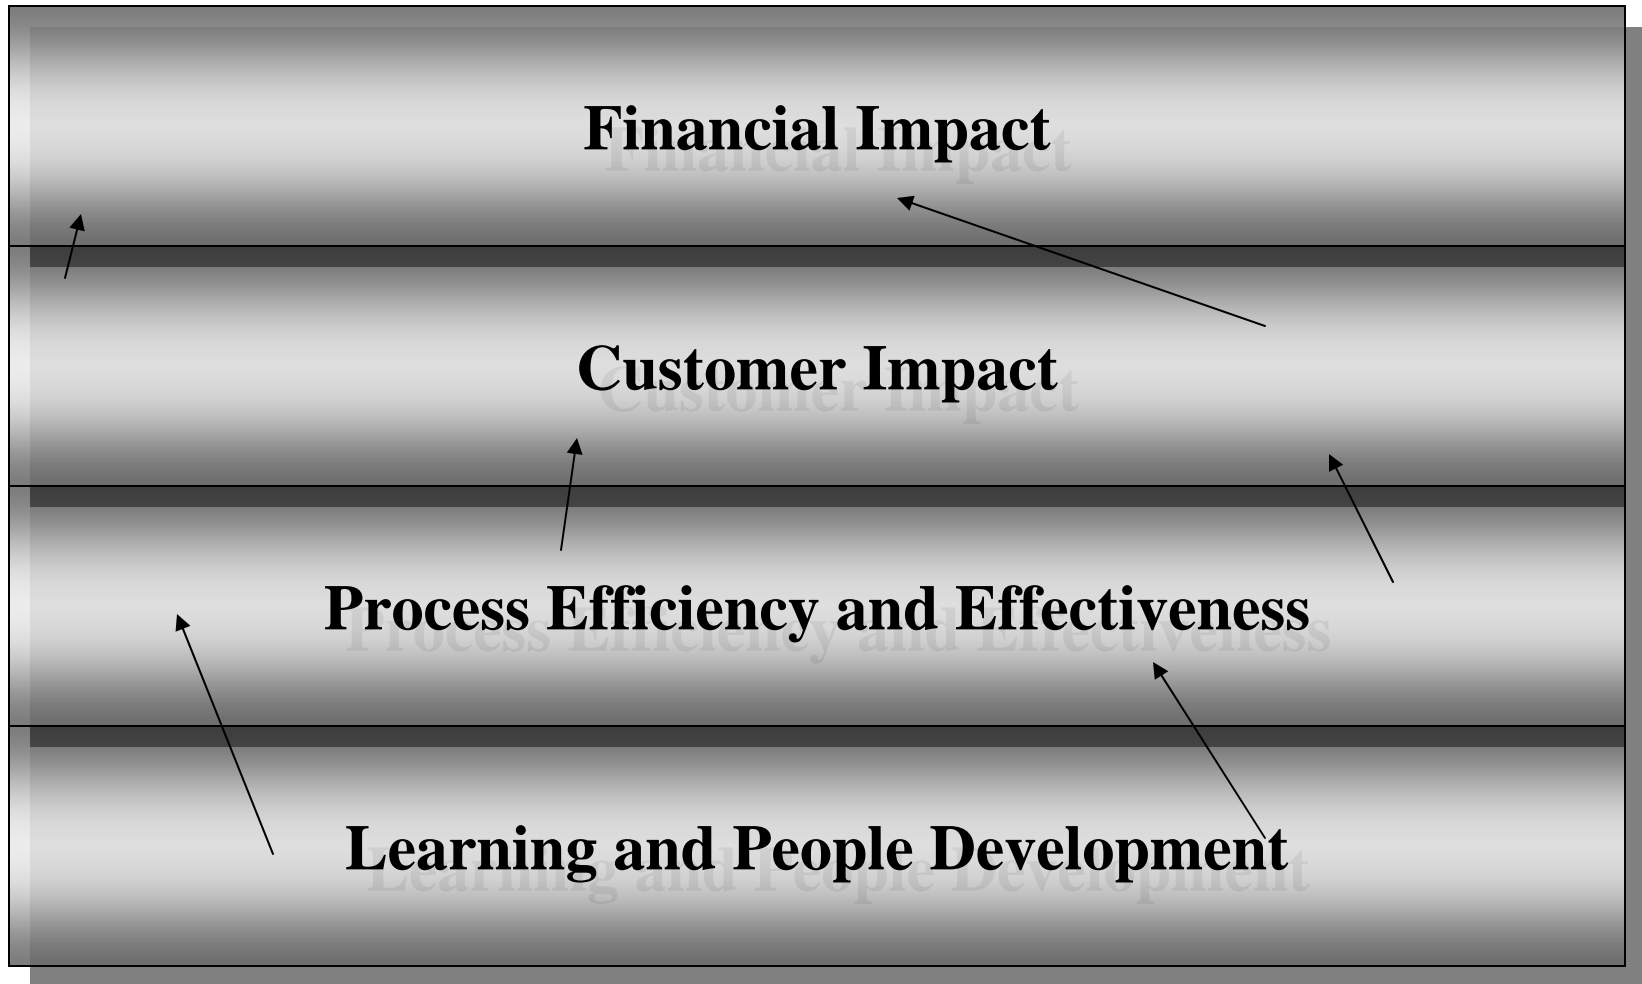 Financial Impact
Customer Impact
Process Efficiency and Effectiveness
Learning and People Development